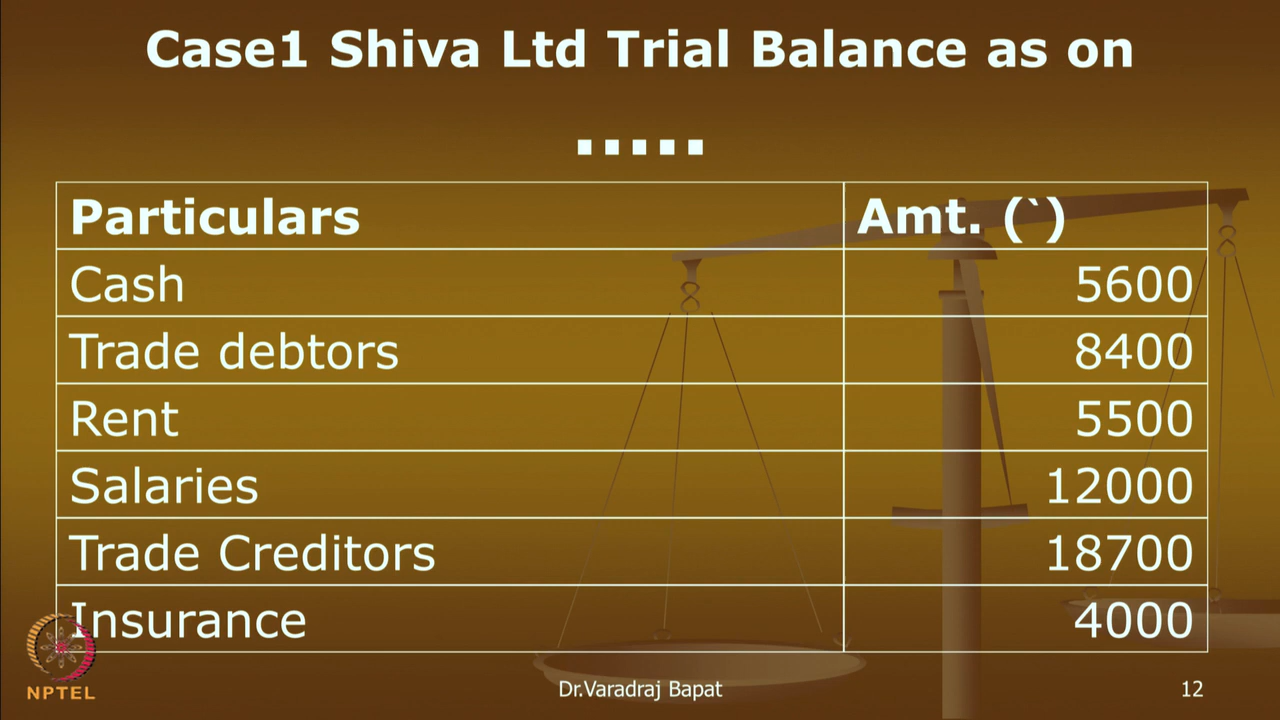 Case1 Shiva Ltd Trial Balance as on
.....
Particulars Amt. (`)
Cash 5600
Trade debtors 8400
Rent 5500
Salaries 12000
Trade Creditors 18700
Insurance 4000
NPTEL Dr.Varadraj Bapat 12